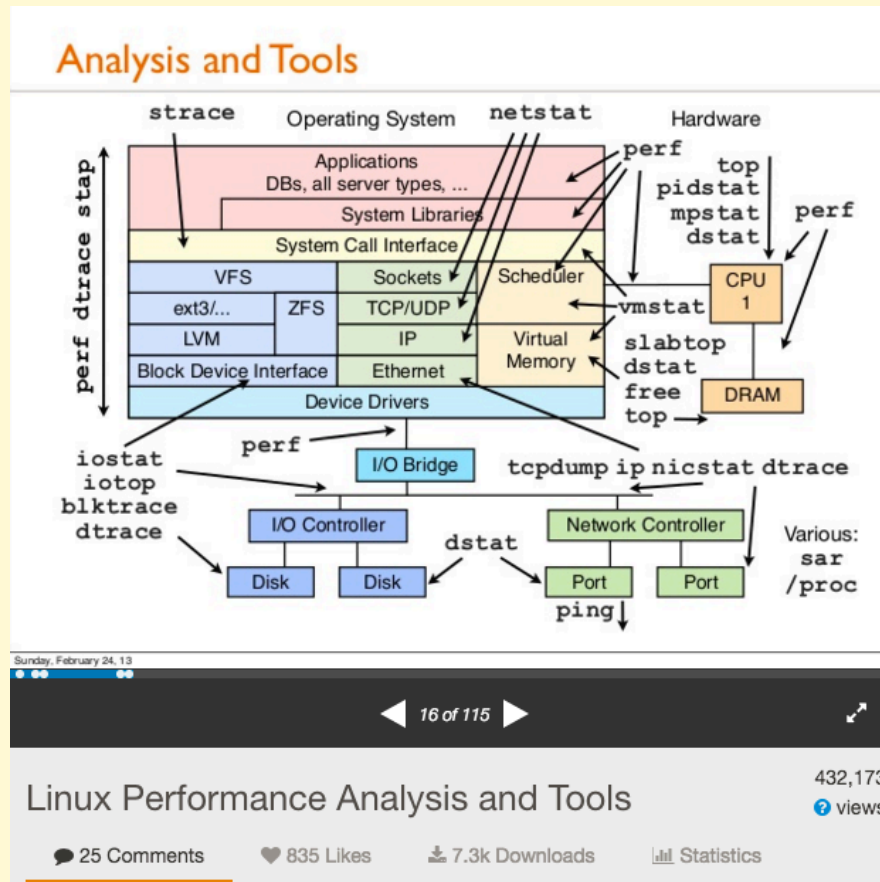 Analysis and Tools
strace
Operating System
netstat
Hardware
perf dtrace stap
Applications
DBs, all server types, ...
System Libraries
System Call Interface
VFS
Sockets
Scheduler
ext3/...
ZFS
TCP/UDP
LVM
IP
Virtual
Memory
Block Device Interface
Ethernet
Device Drivers
perf
top
pidstat
mpstat
dstat
perf
CPU
1
vmstat
slabtop
dstat
free
top
DRAM
iostat
iotop
blktrace
dtrace
perf
I/O Bridge
tcpdump ip nicstat dtrace
I/O Controller
Network Controller
dstat
Disk
Disk
Port
Port
ping
Various:
sar
/proc
Sunday, February 24, 13
16 of 115
Linux Performance Analysis and Tools
432,173
? views
25 Comments
835 Likes
7.3k Downloads
Statistics